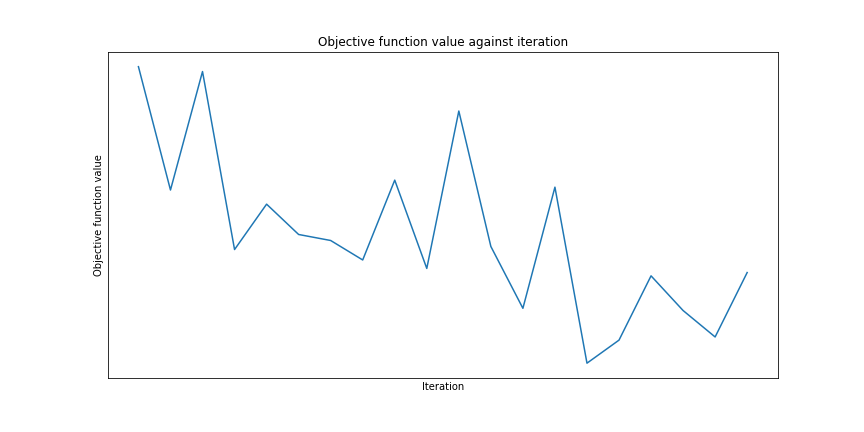 Objective function value against iteration
Objective function value
Iteration